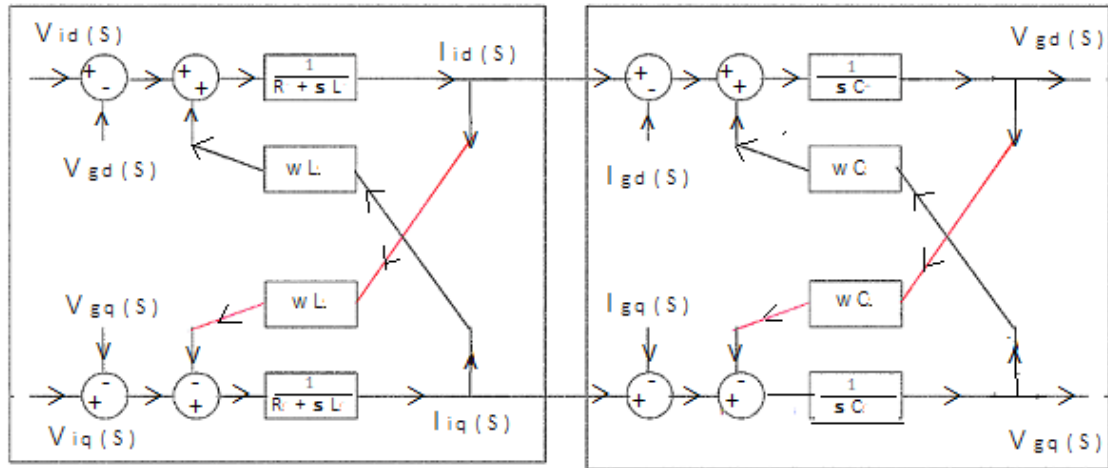 V id (S)
I id (S)
V gd (S)
+
-
+
+
1
R + s L
+
-
+
+
1
s C
V gd (S)
w L
I gd (S)
w C
V gq (S)
w L
I gq (S)
w C
-
+
-
+
1
R + s L
-
+
-
+
1
s C
V iq (S)
I iq (S)
V gq (S)